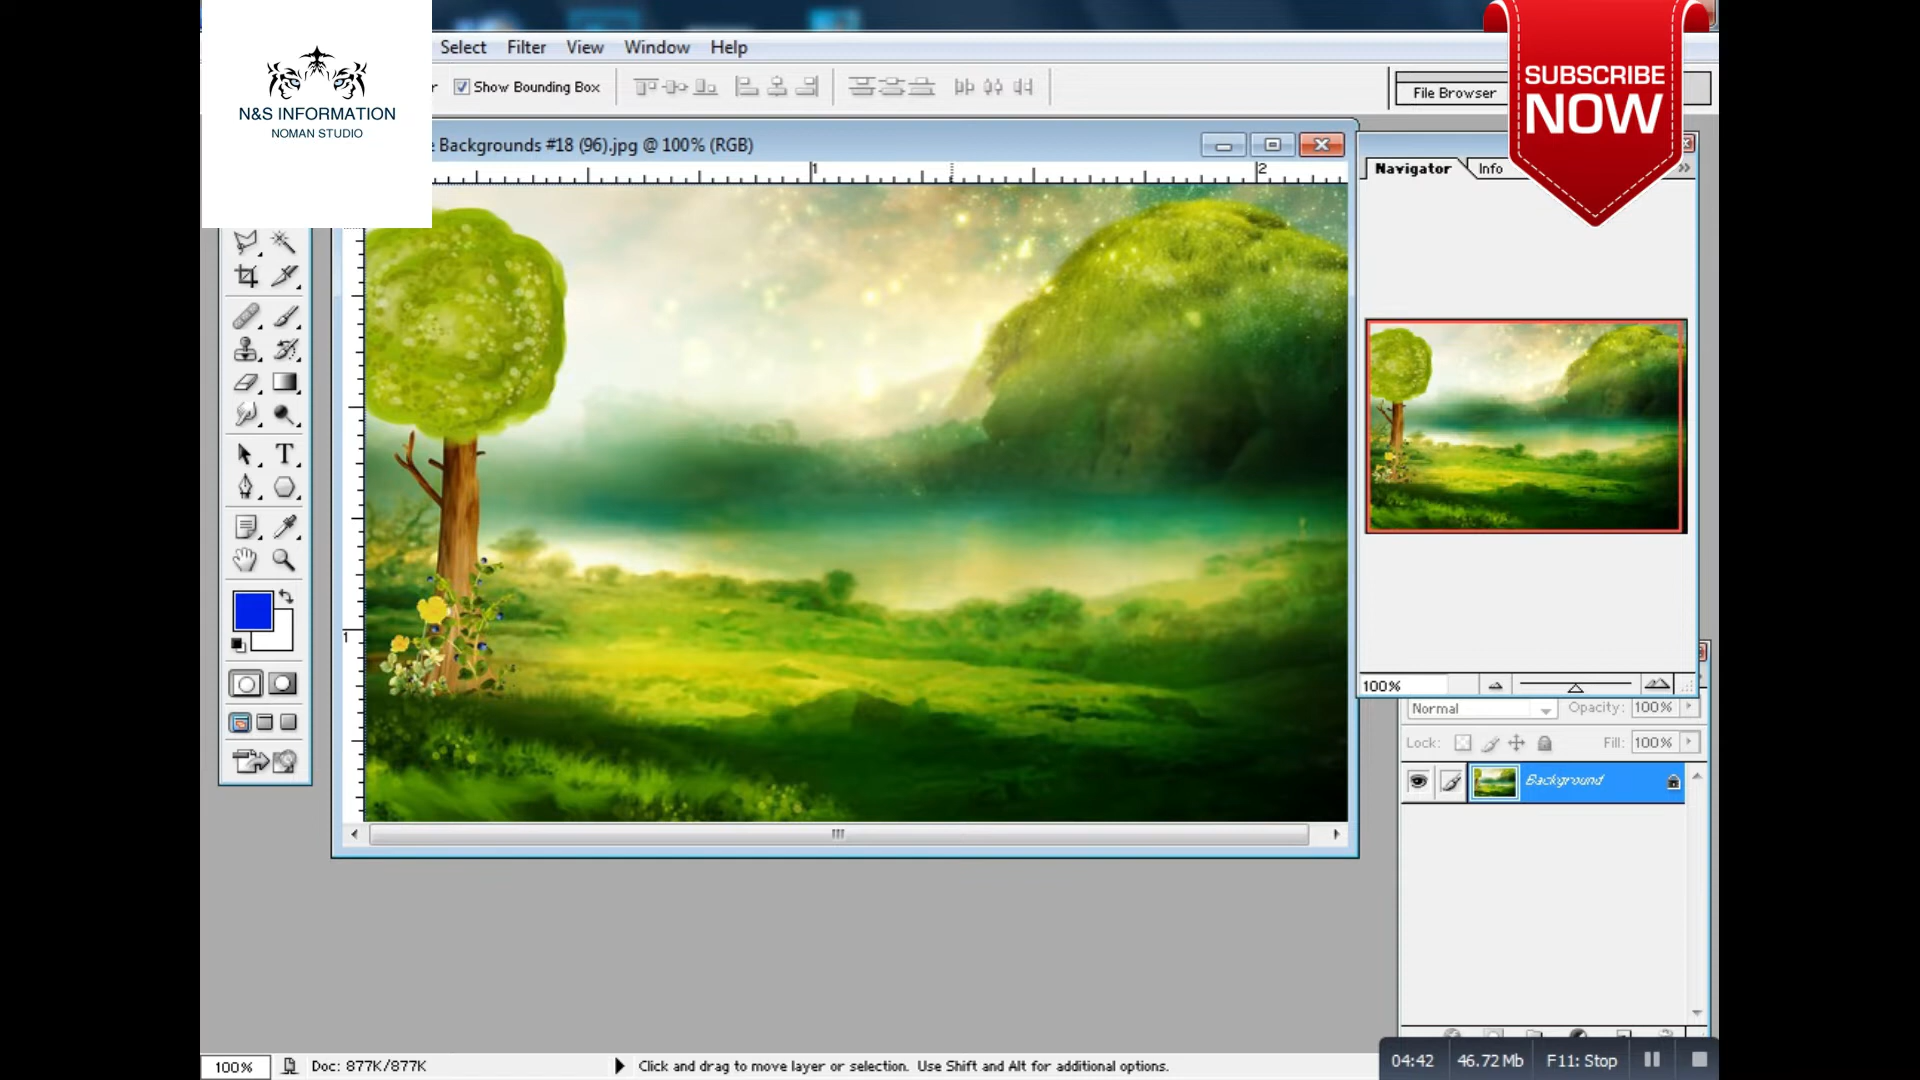 N&S INFORMATION
NOMAN STUDIO
Select Filter View Window Help
Show Bounding Box
File Browser
SUBSCRIBE
NOW
Backgrounds #18 (96).jpg @ 100% (RGB)
1 2
Navigator Info
T
1
100%
Normal Opacity: 100%
Lock: Fill: 100%
Background
100% Doc: 877K/877K Click and drag to move layer or selection. Use Shift and Alt for additional options.
04:42 46.72 Mb F11: Stop